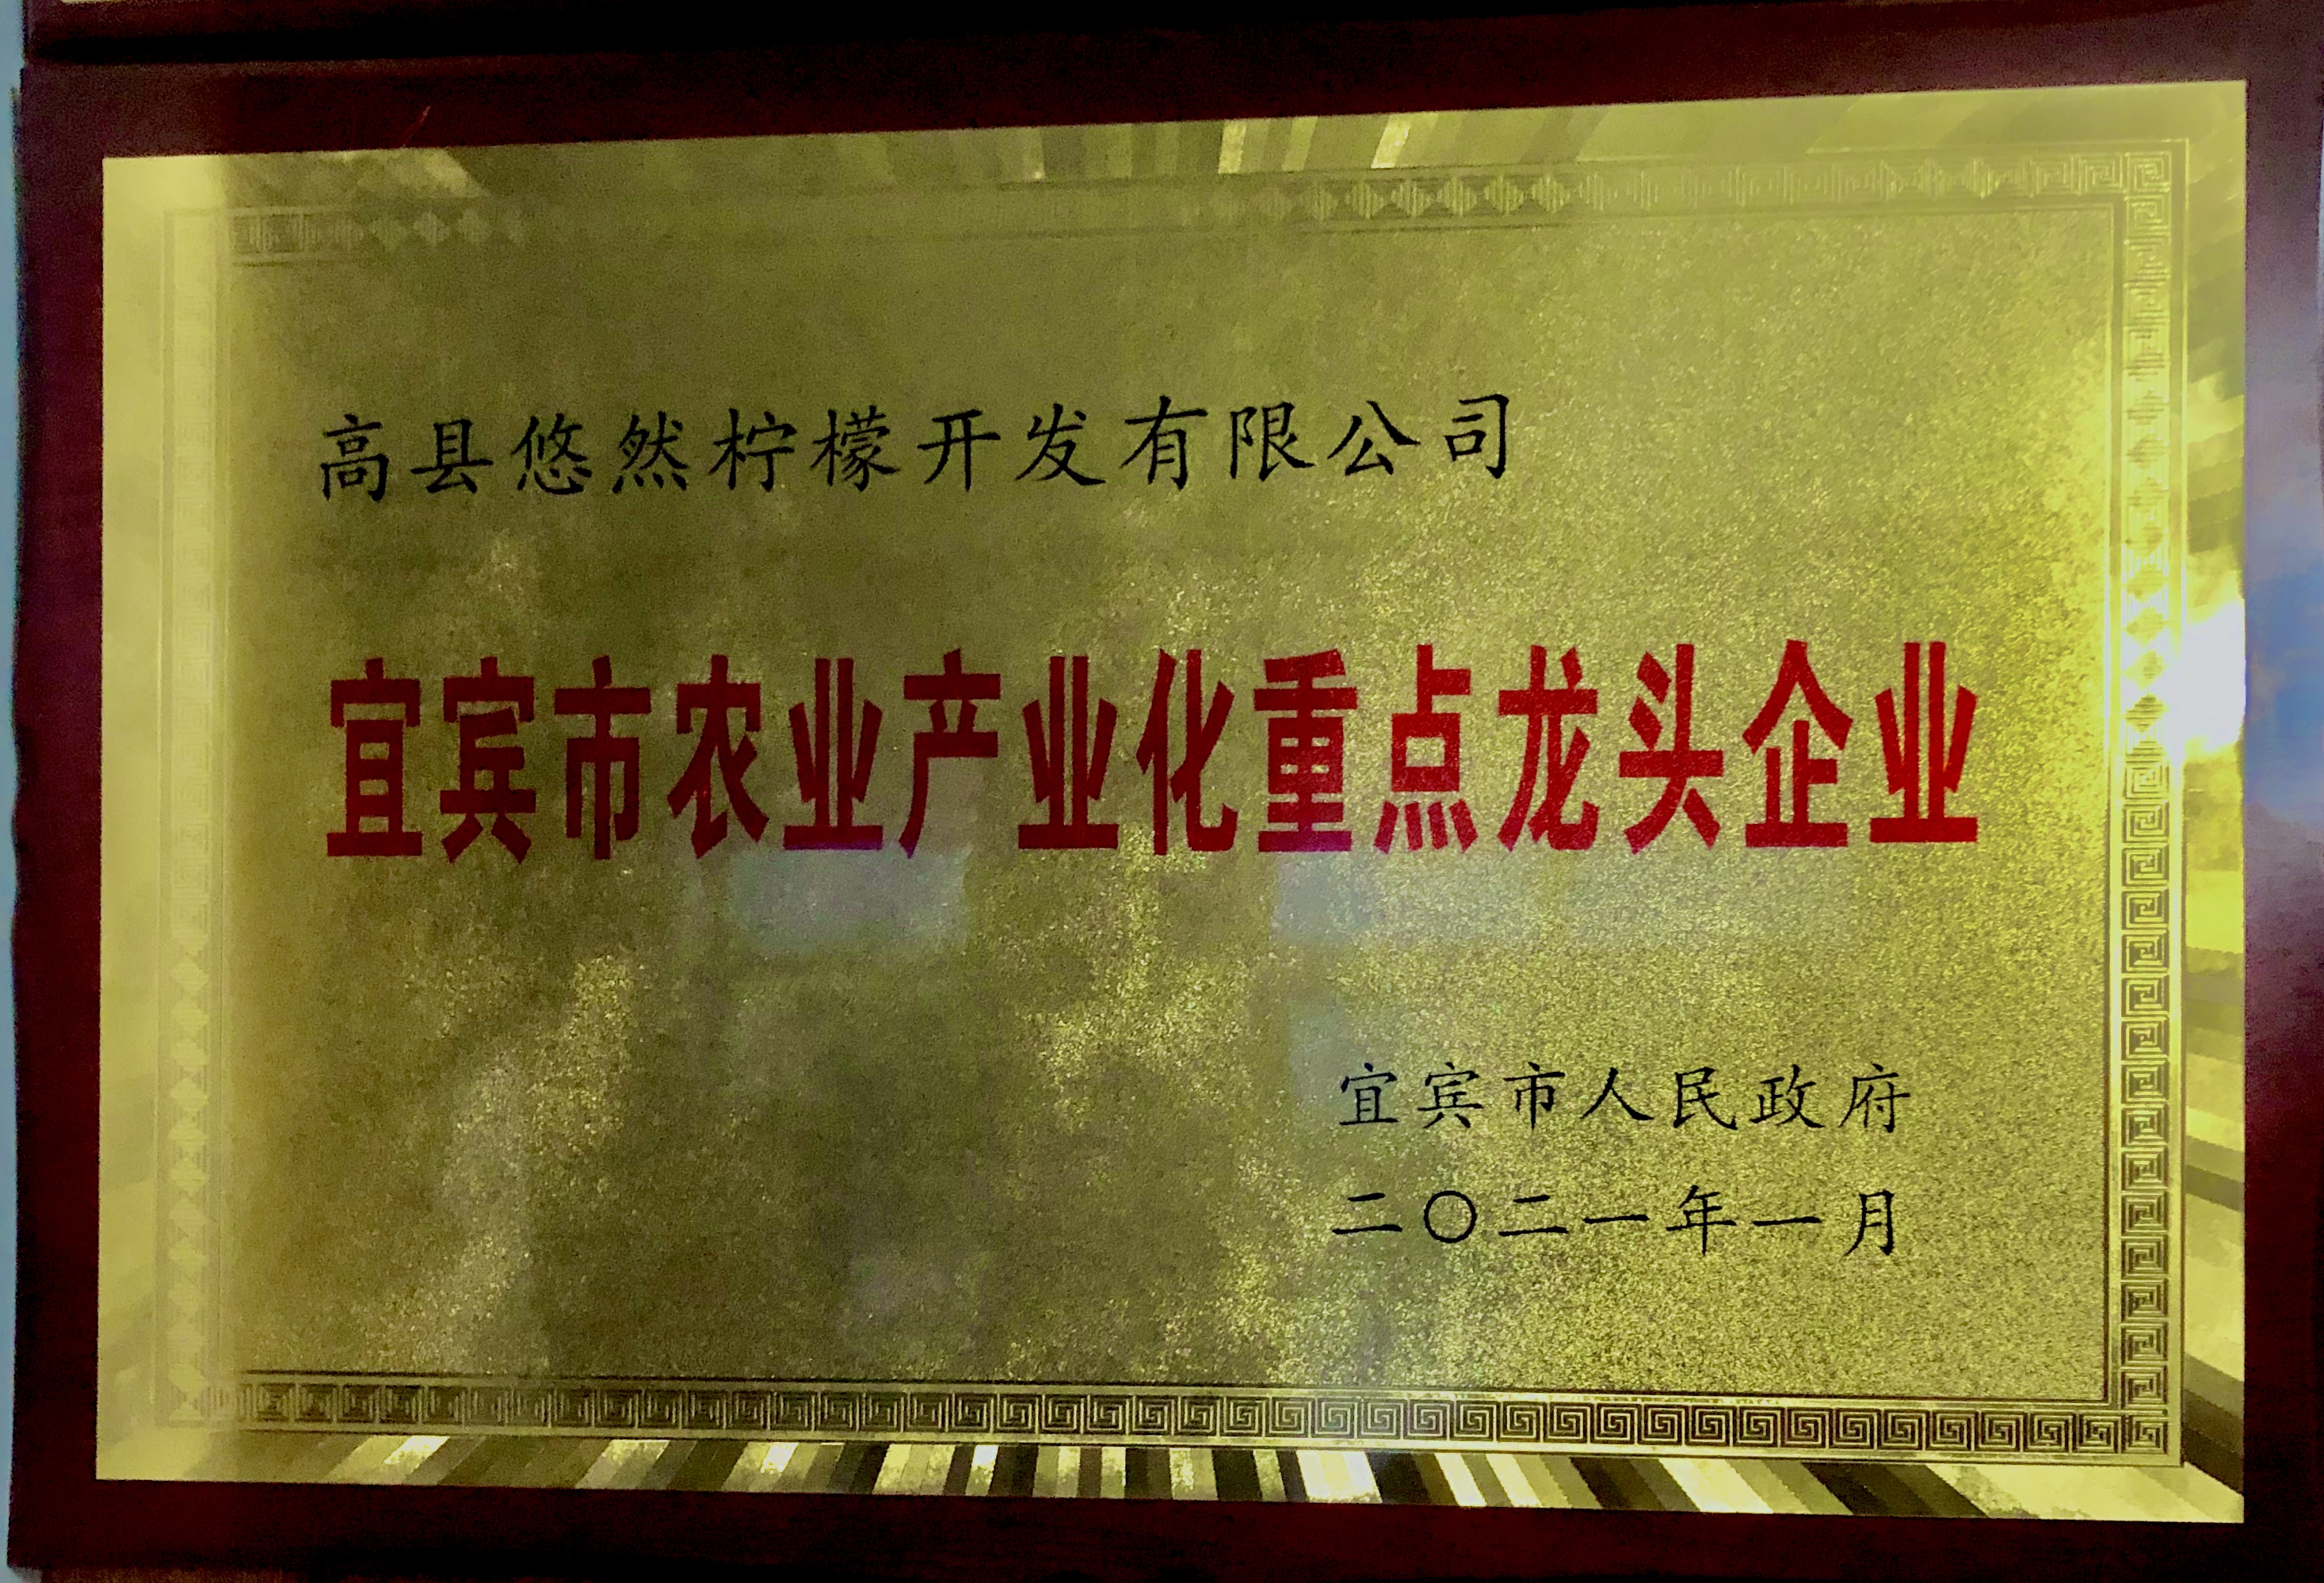 高县悠然柠檬开发有限公司
宜宾市农业产业化重点龙头企业
宜宾市人民政府
二〇二一年一月